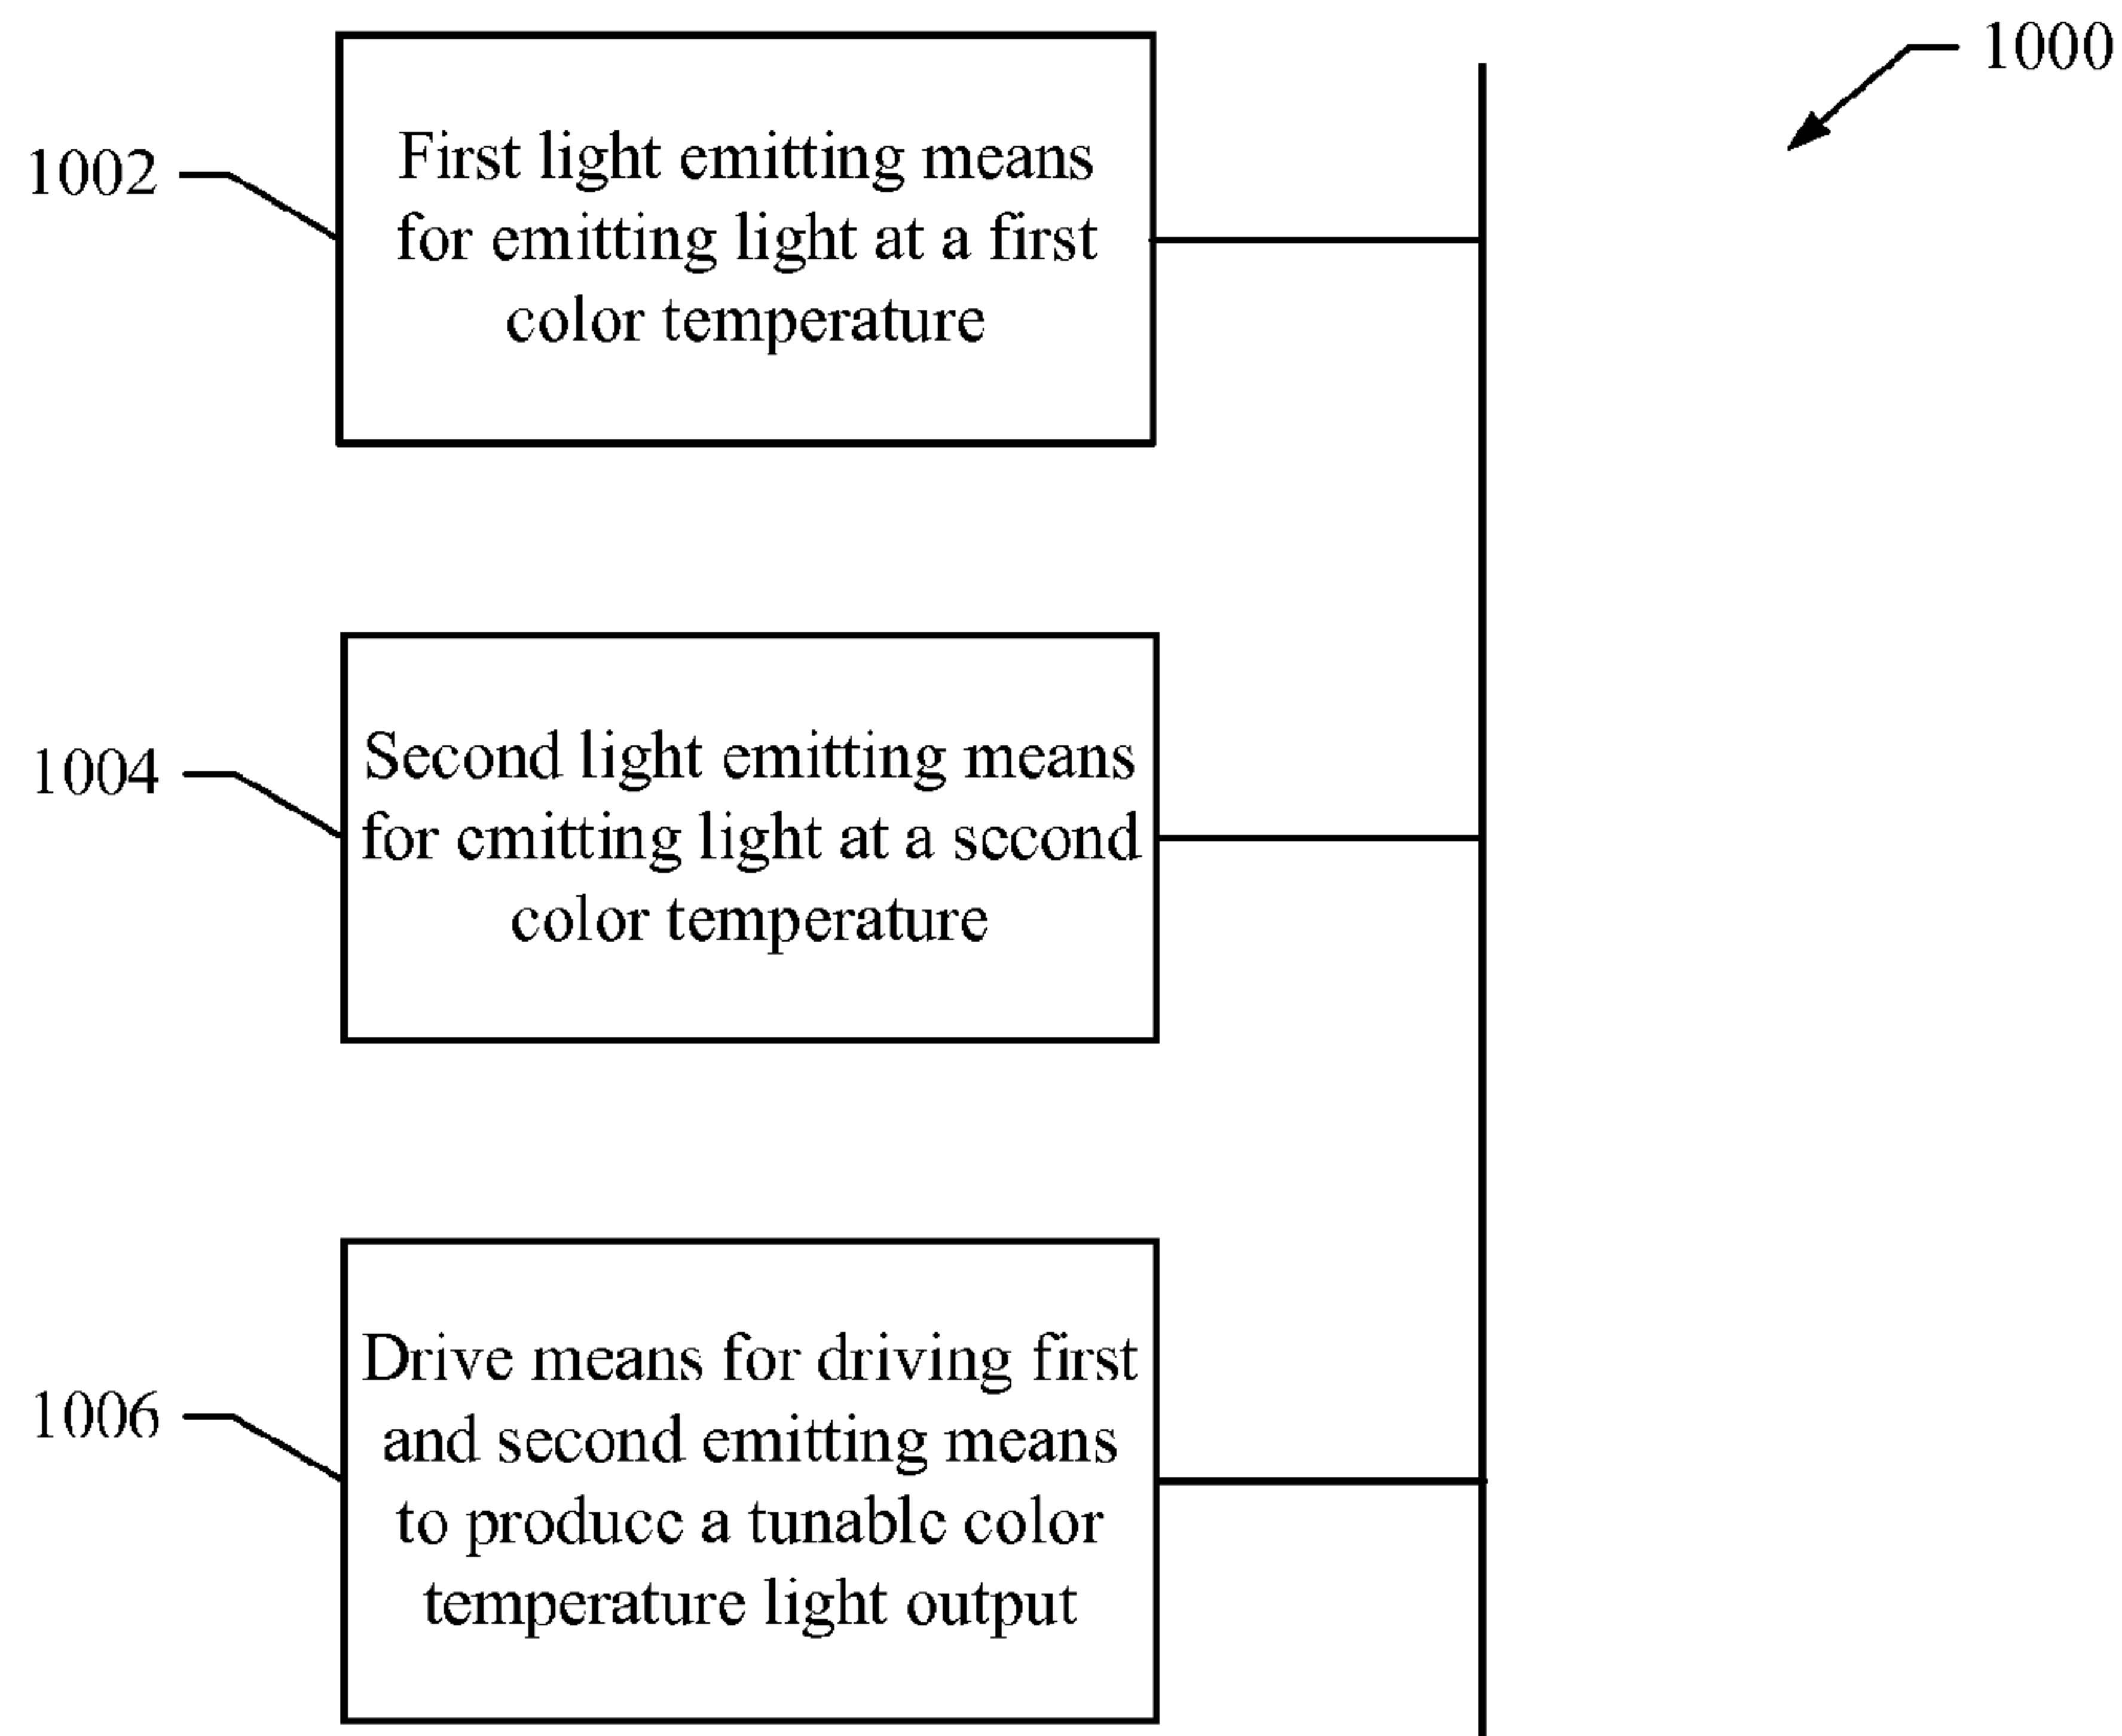 1000
1002
First light emitting means
for emitting light at a first
color temperature
1004
Second light emitting means
for emitting light at a second
color temperature
1006
Drive means for driving first
and second emitting means
to produce a tunable color
temperature light output